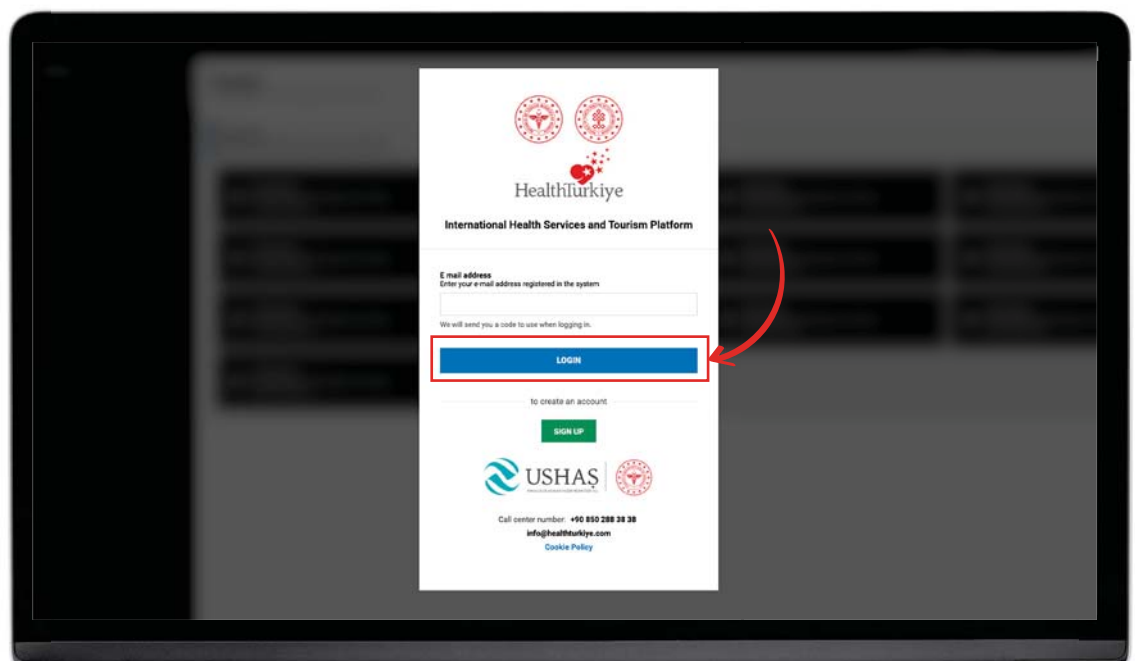 HealthTürkiye
International Health Services and Tourism Platform
E mail address
Enter your e-mail address registered in the system
We will send you a code to use when logging in.
LOGIN
to create an account
SIGN UP
USHAŞ
Call center number: +90 850 288 38 38
info@healthturkiye.com
Cookie Policy